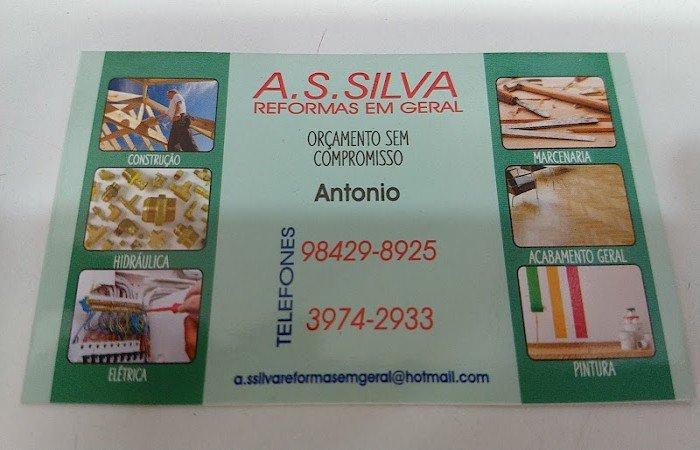 A.S.SILVA
REFORMAS EM GERAL
ORÇAMENTO SEM
COMPROMISSO
Antonio
TELEFONES
98429-8925
3974-2933
a.ssilvareformasemgeral@hotmail.com
CONSTRUÇÃO
HIDRÁULICA
ELÉTRICA
MARCENARIA
ACABAMENTO GERAL
PINTURA